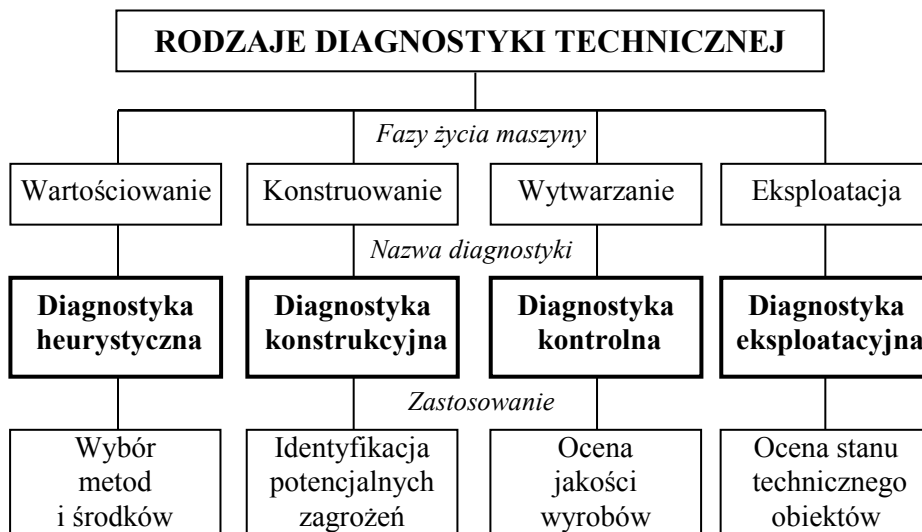 RODZAJE DIAGNOSTYKI TECHNICZNEJ
Fazy życia maszyny
Wartościowanie
Konstruowanie
Wytwarzanie
Eksploatacja
Nazwa diagnostyki
Diagnostyka
heurystyczna
Diagnostyka
konstrukcyjna
Diagnostyka
kontrolna
Diagnostyka
eksploatacyjna
Zastosowanie
Wybór
metod
i środków
Identyfikacja
potencjalnych
zagrożeń
Ocena
jakości
wyrobów
Ocena stanu
technicznego
obiektów